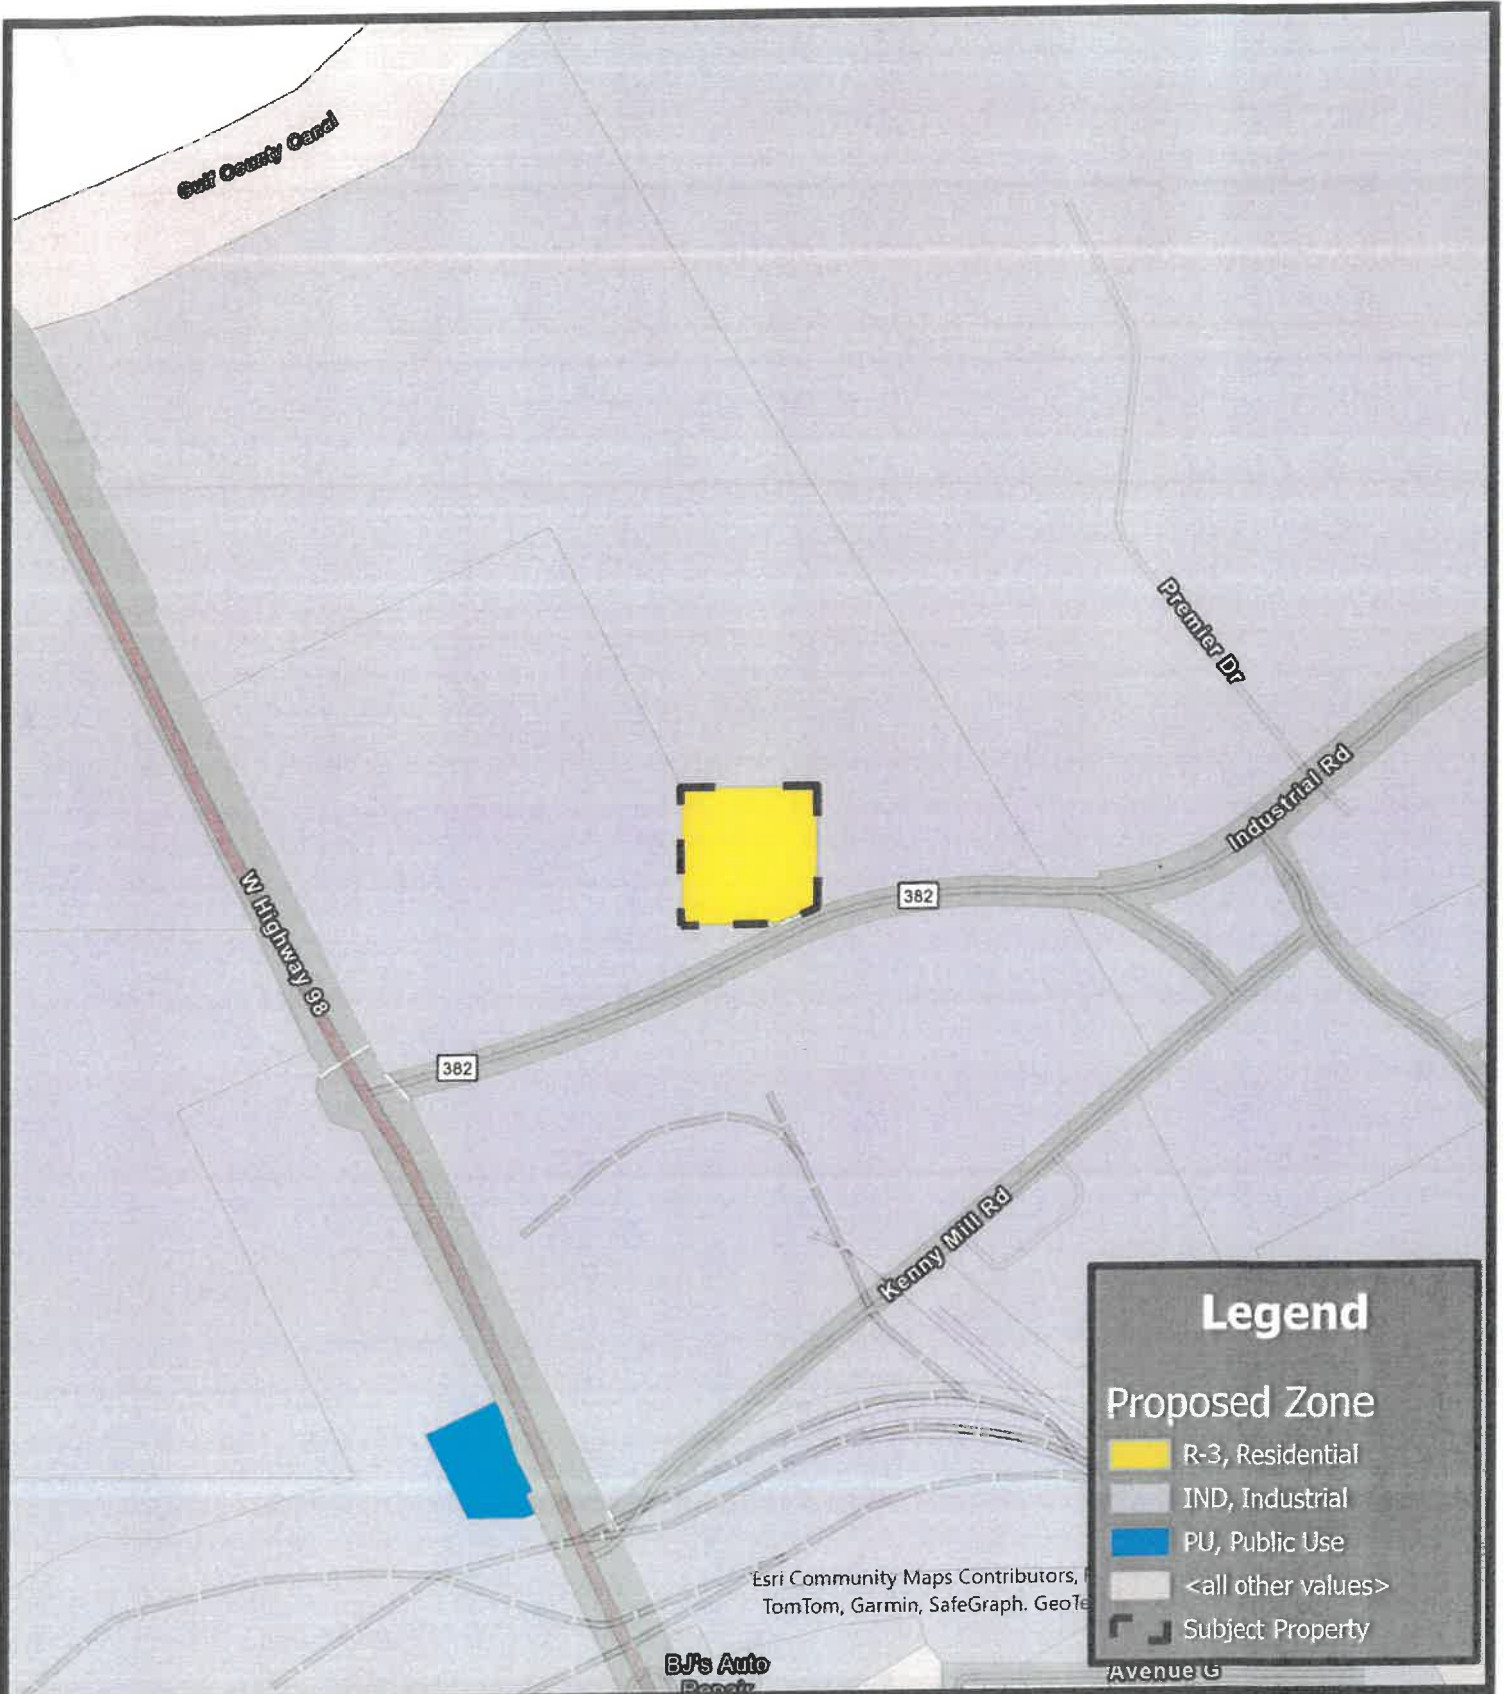 Gulf County Canal
Premier Dr
Industrial Rd
382
W Highway 98
382
Kenny Mill Rd
Legend
Proposed Zone
R-3, Residential
IND, Industrial
PU, Public Use
<all other values>
Subject Property
Esri Community Maps Contributors,
TomTom, Garmin, SafeGraph. GeoTe
BJ's Auto
Repair
Avenue G